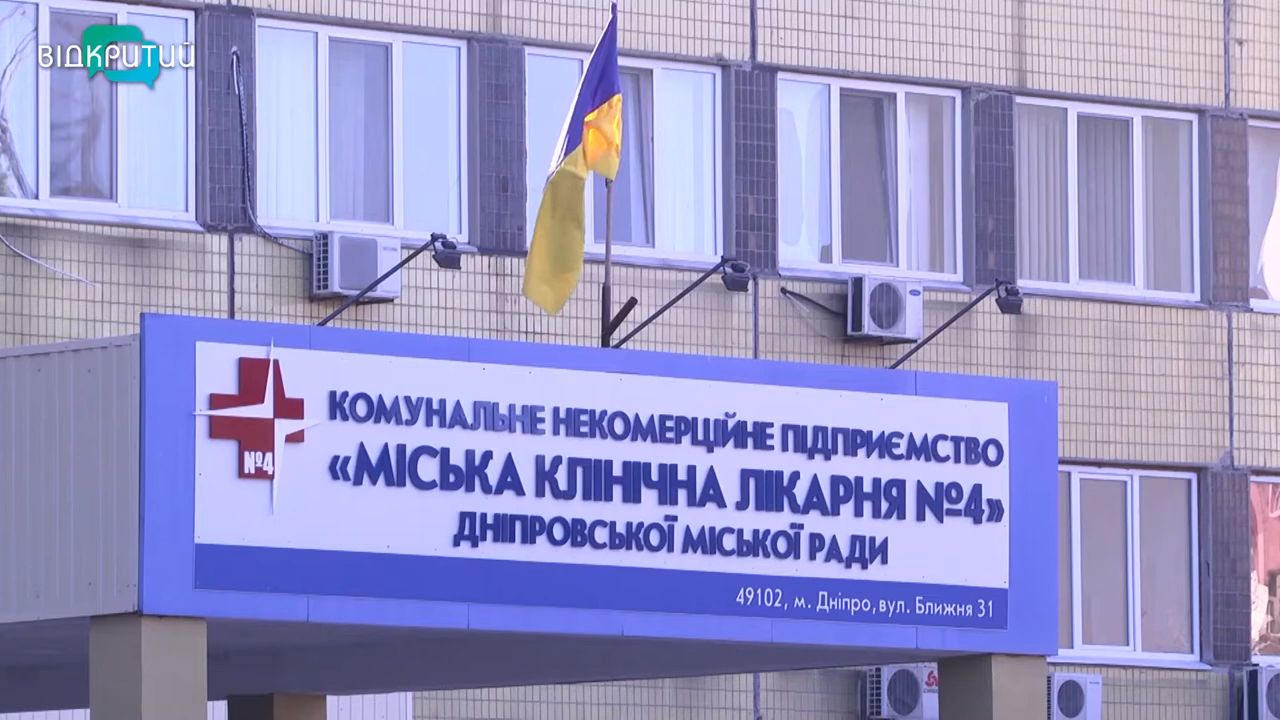 ВІДКРИТИЙ
КОМУНАЛЬНЕ НЕКОМЕРЦІЙНЕ ПІДПРИЄМСТВО
«МІСЬКА КЛІНІЧНА ЛІКАРНЯ №4»
№4
ДНІПРОВСЬКОЇ МІСЬКОЇ РАДИ
49102, м. Дніпро, вул. Ближня 31